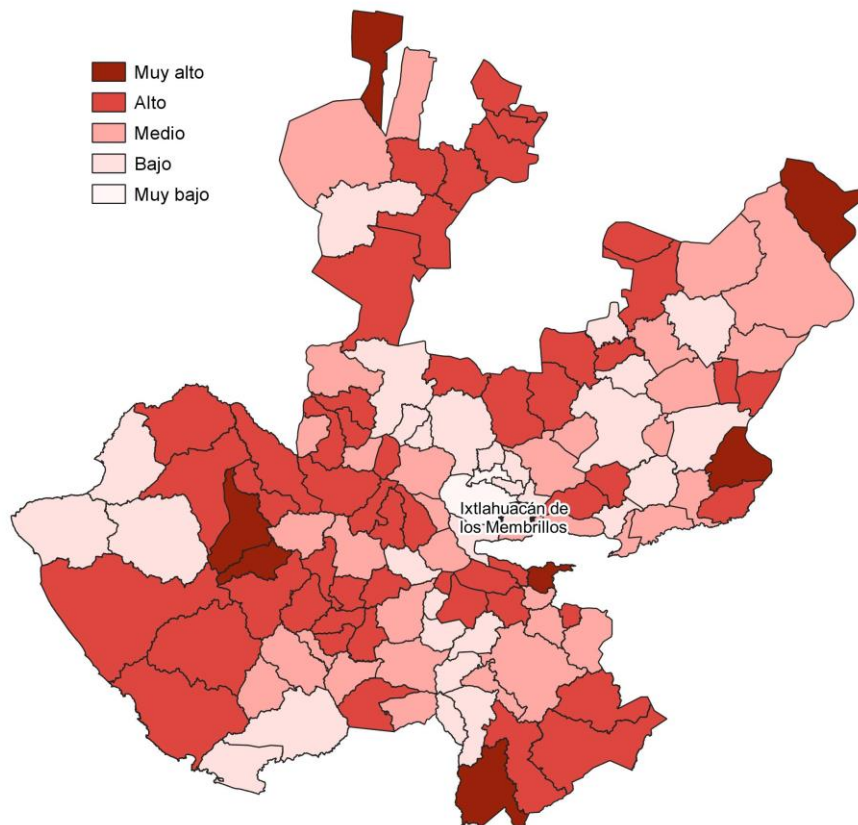 Muy alto
Alto
Medio
Bajo
Muy bajo
Ixtlahuacán de
los Membrillos